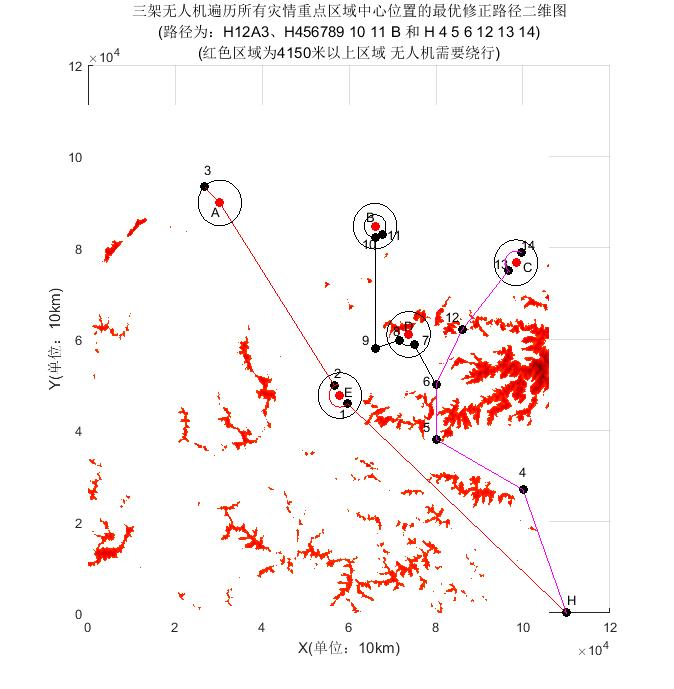 三架无人机遍历所有灾情重点区域中心位置的最优修正路径二维图
(路径为：H12A3、H456789 10 11 B 和 H 4 5 6 12 13 14)
(红色区域为4150米以上区域 无人机需要绕行)
×10⁴
12
10
8
6
4
2
0
Y(单位：10km)
3
A
B
10
11
14
13
C
12
D
8
7
9
6
2
E
1
5
4
H
0
2
4
6
8
10
12
×10⁴
X(单位：10km)